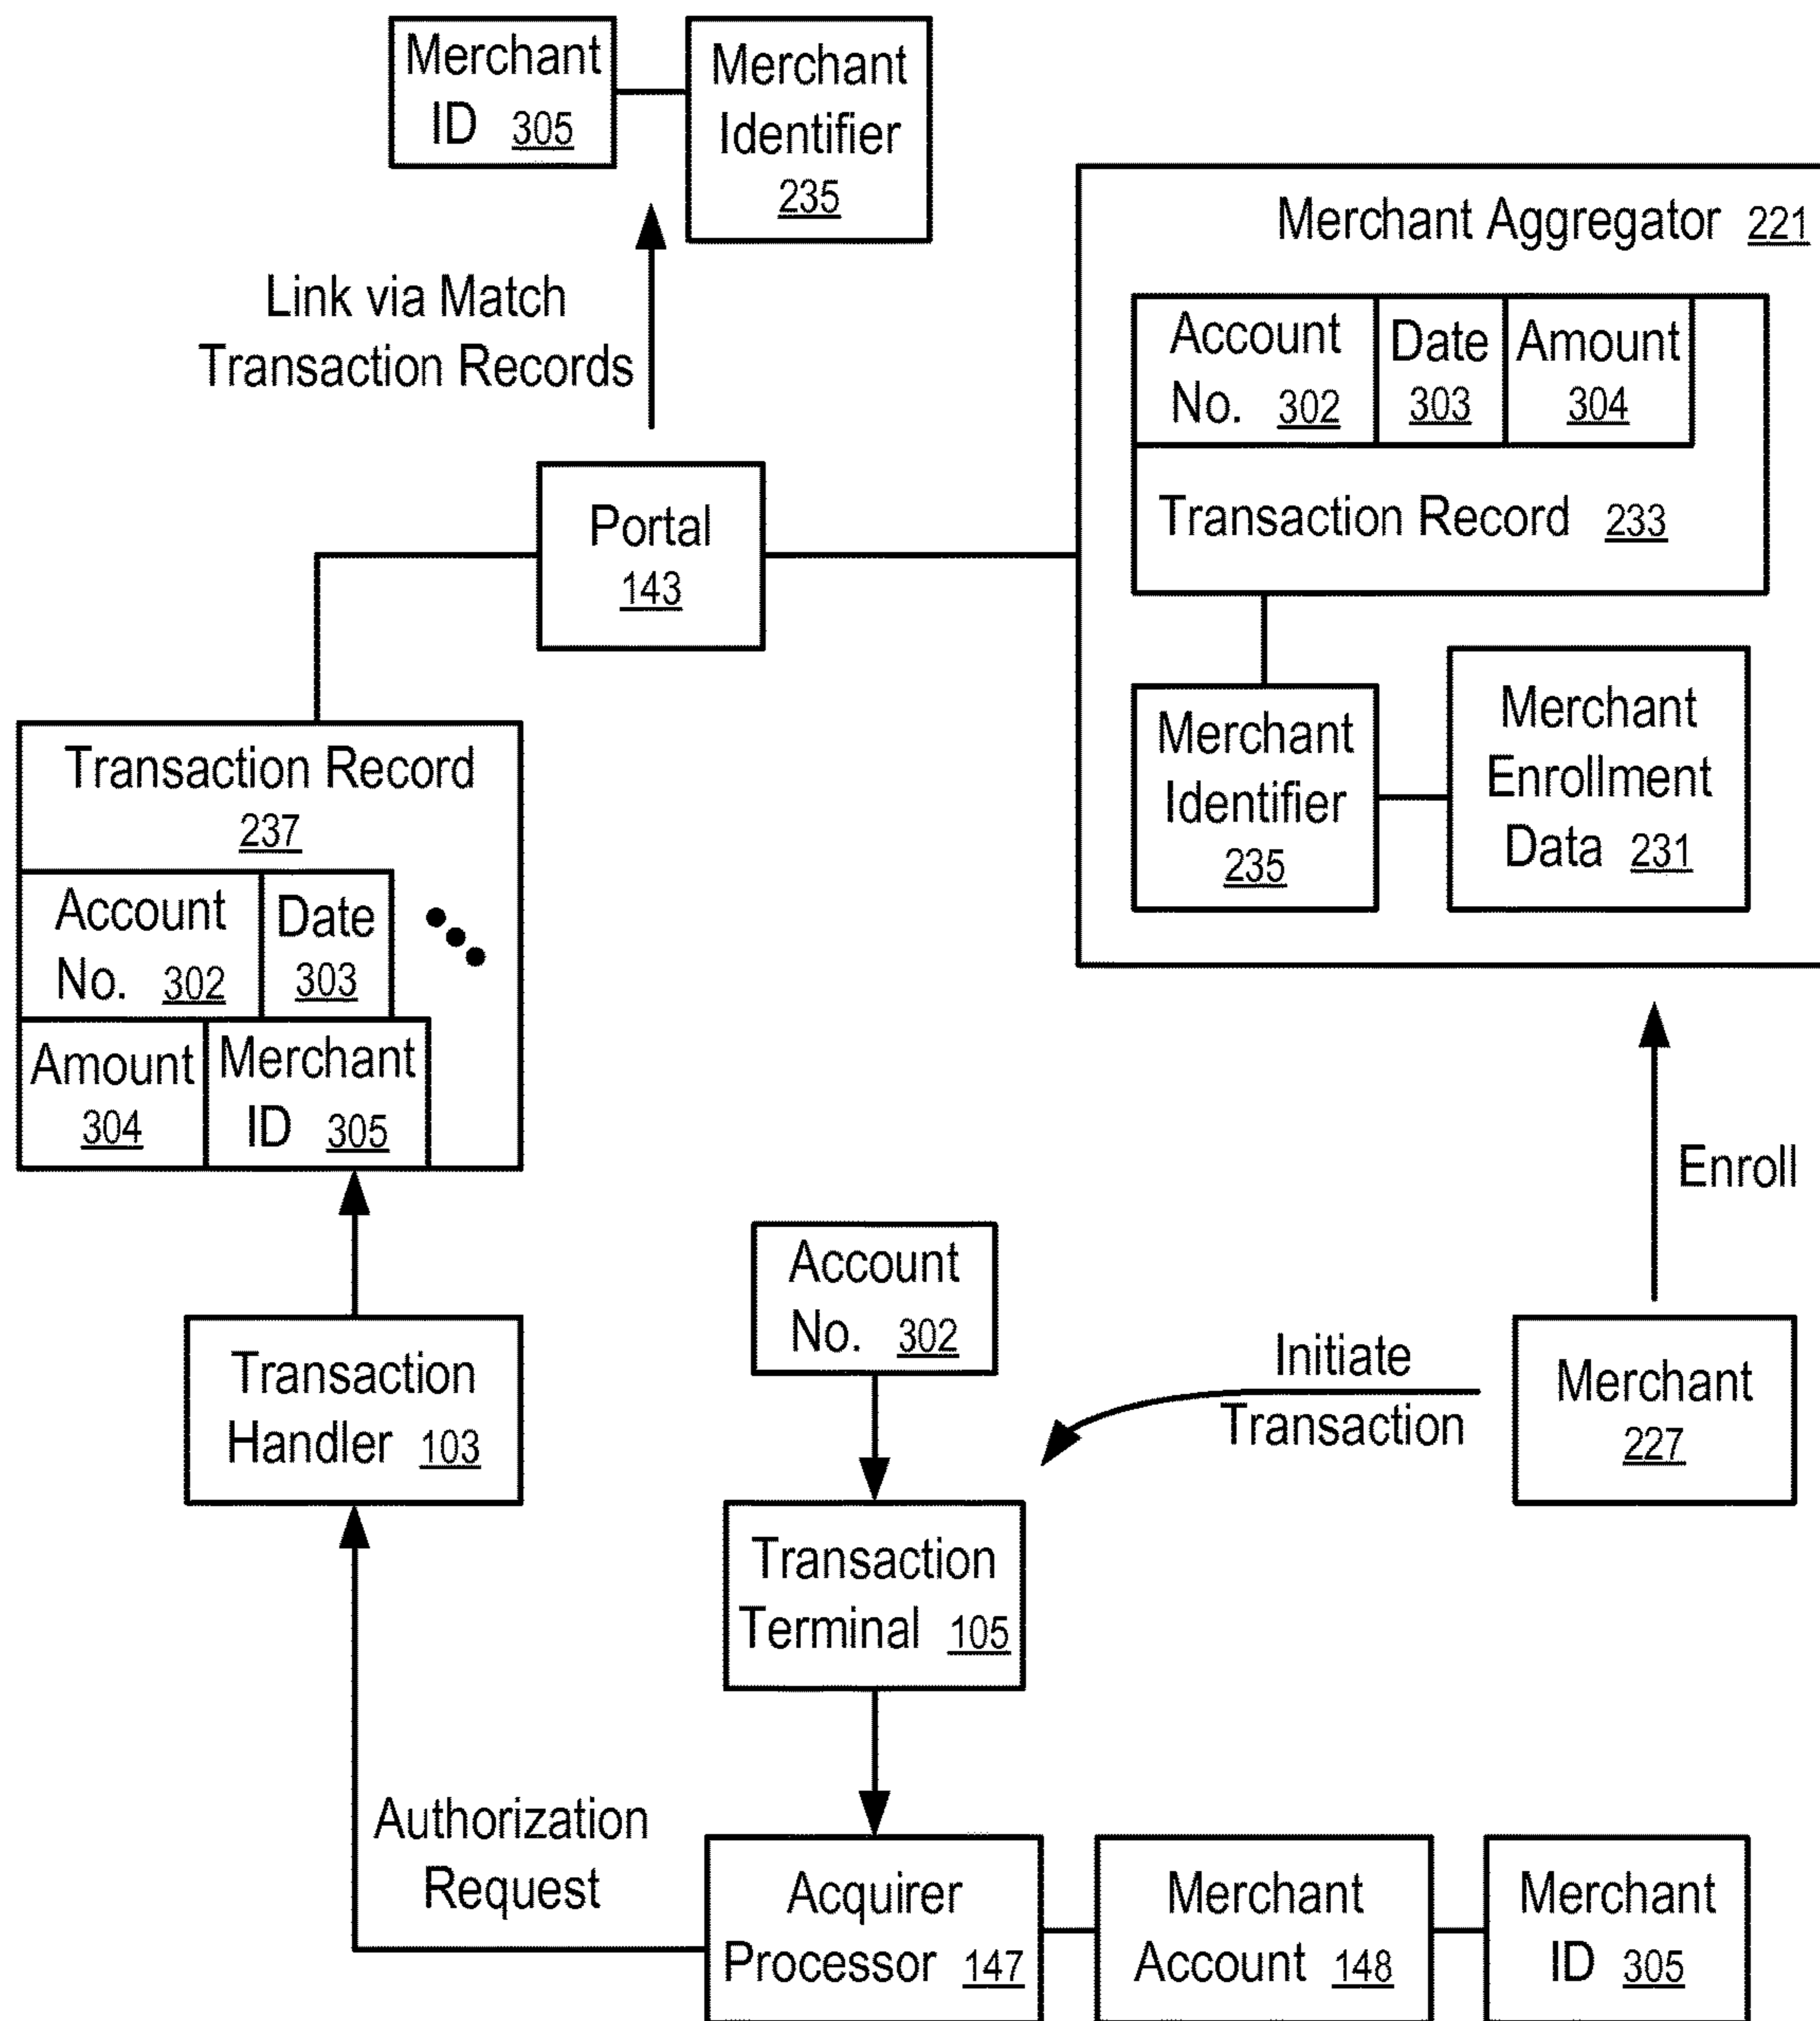 Merchant
ID 305
Merchant
Identifier
235
Link via Match
Transaction Records
Merchant Aggregator 221
Account
No. 302
Date
303
Amount
304
Transaction Record 233
Portal
143
Merchant
Identifier
235
Merchant
Enrollment
Data 231
Transaction Record
237
Account
No. 302
Date
303
Amount
304
Merchant
ID 305
Enroll
Account
No. 302
Transaction
Handler 103
Initiate
Transaction
Merchant
227
Transaction
Terminal 105
Authorization
Request
Acquirer
Processor 147
Merchant
Account 148
Merchant
ID 305